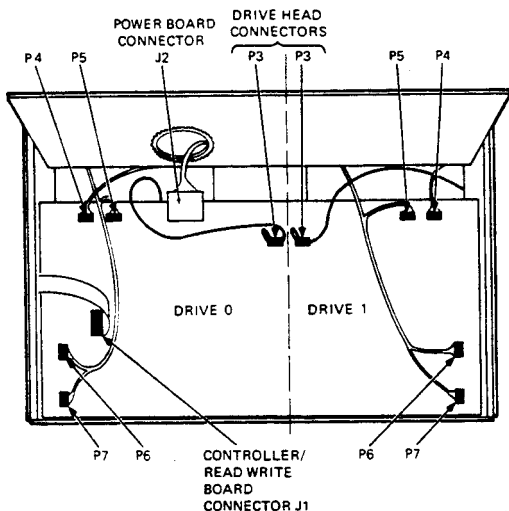 DRIVE HEAD
CONNECTORS
POWER BOARD
CONNECTOR
J2
P4
P5
P3
P3
P5
P4
DRIVE 0
DRIVE 1
P7
P6
CONTROLLER/
READ WRITE
BOARD
CONNECTOR J1
P6
P7